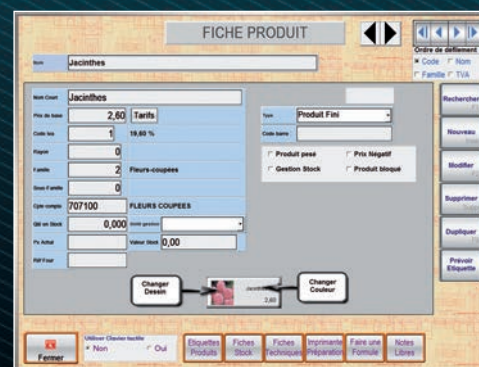 FICHE PRODUIT
Ordre de défilement
Code Nom
Famille TVA
Nom Jacinthes
Nom Court Jacinthes
Prix de base 2,60 Tarifs
Code tva 1 19,60 %
Rayon 0
Famille 2 Fleurs-coupées
Sous Famille 0
Cpte compta 707100 FLEURS COUPEES
Qté en Stock 0,000
Px Achat Valeur Stock 0,00
Réf Four
Type Produit Fini
Code barre
Produit pesé Prix Négatif
Gestion Stock Produit bloqué
Changer Dessin
2,60
Changer Couleur
Rechercher
Nouveau
Modifier
Supprimer
Dupliquer
Prévoir Etiquette
Fermer
Utiliser Clavier tactile
Non Oui
Etiquettes Produits
Fiches Stock
Fiches Techniques
Imprimante Préparation
Faire une Formule
Notes Libres